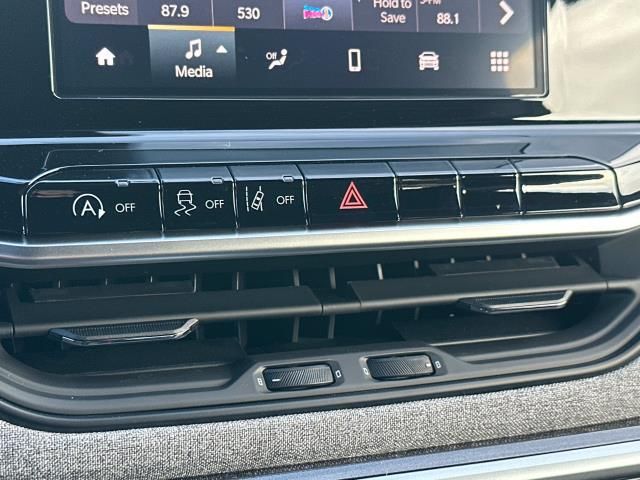 Presets 87.9 530 Hold to Save 88.1
Off
Media
A OFF OFF OFF